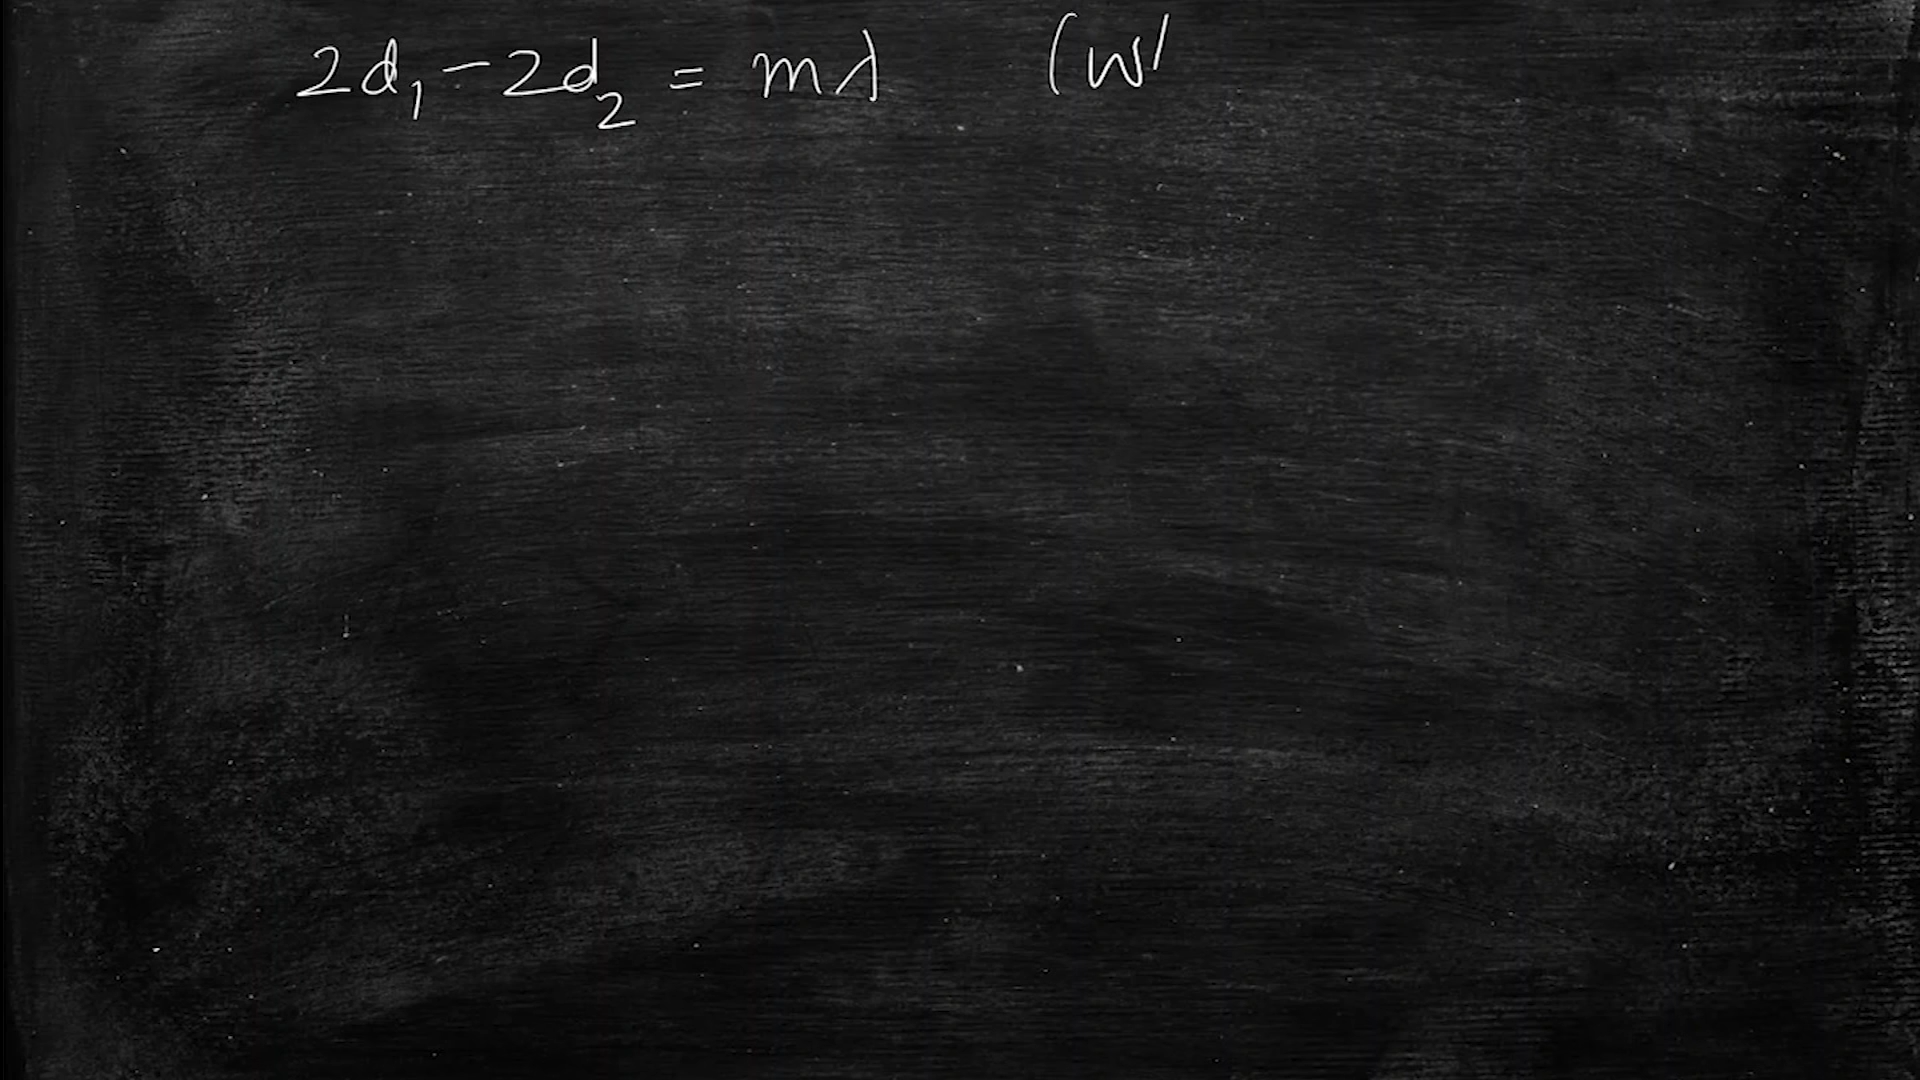 2d₁ - 2d₂ = mλ (w